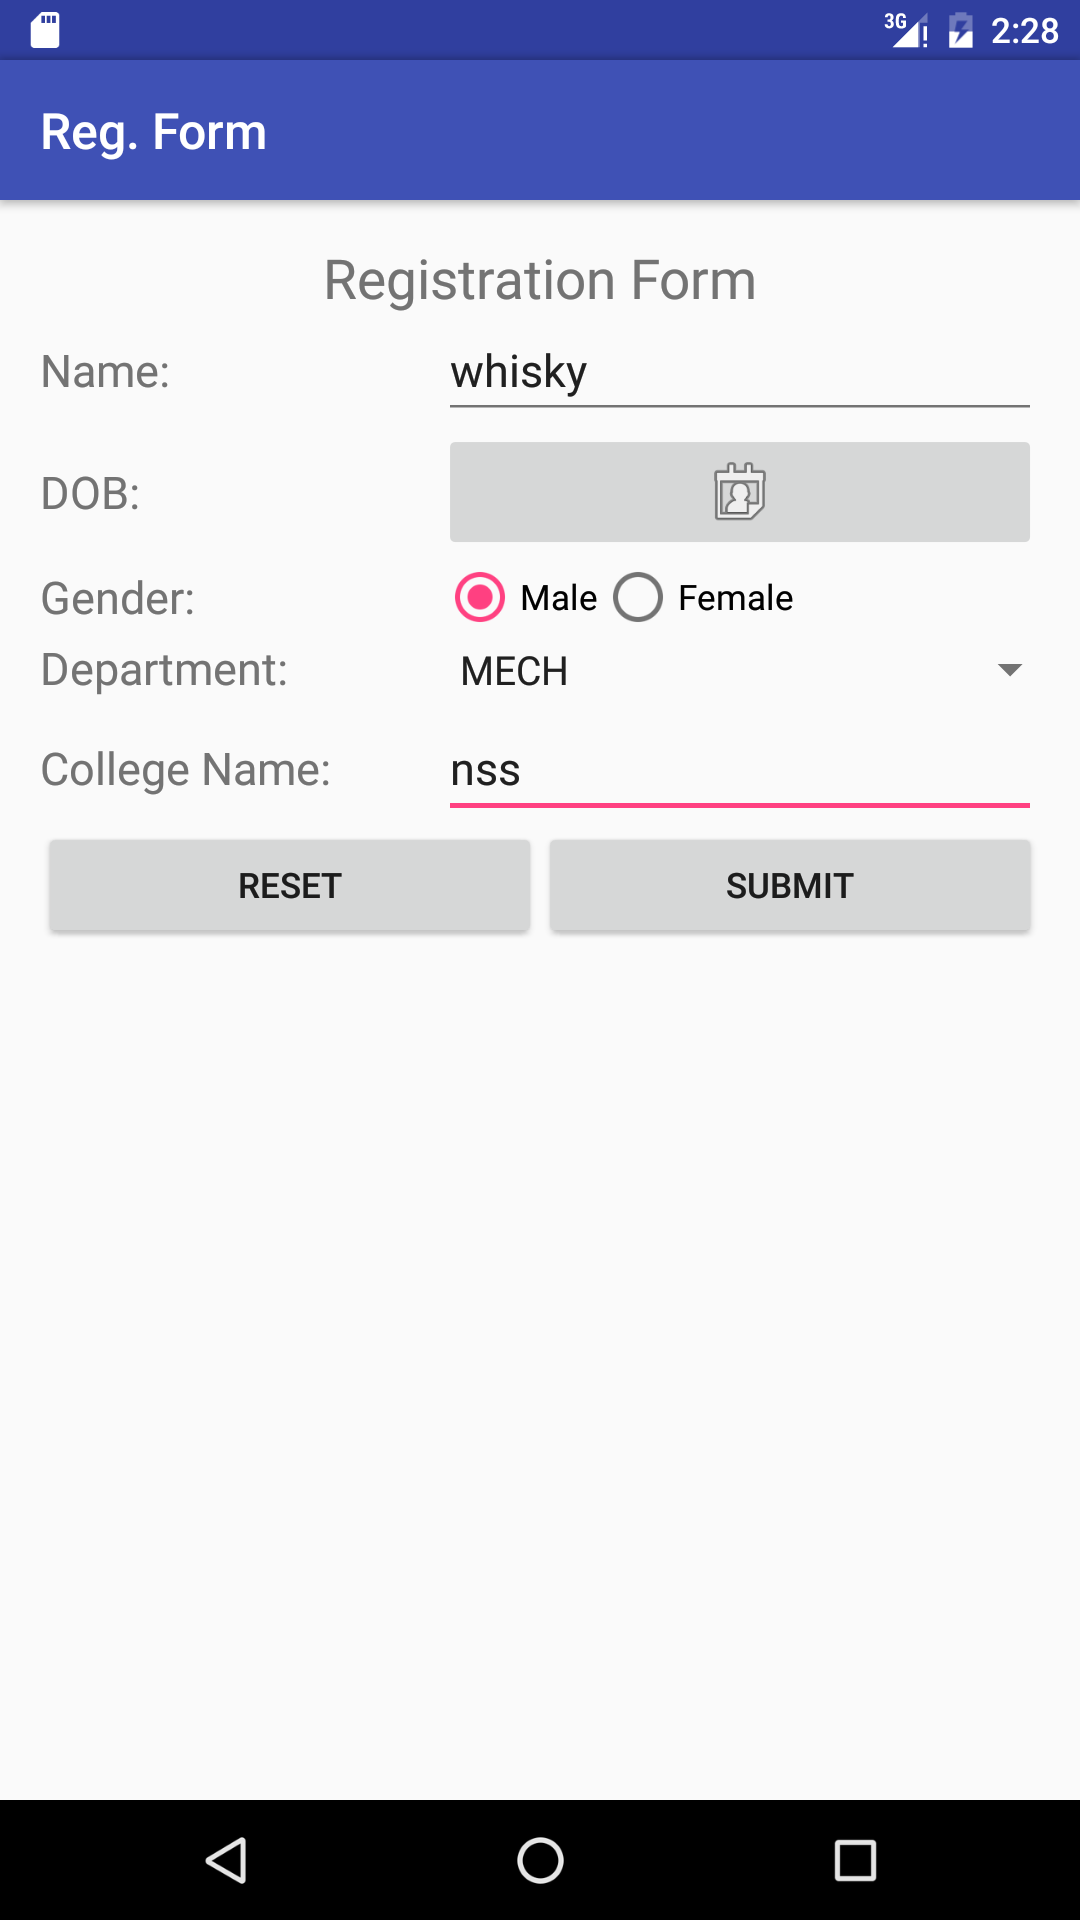 3G 2:28
Reg. Form
Registration Form
Name: whisky
DOB:
Gender: Male Female
Department: MECH
College Name: nss
RESET SUBMIT